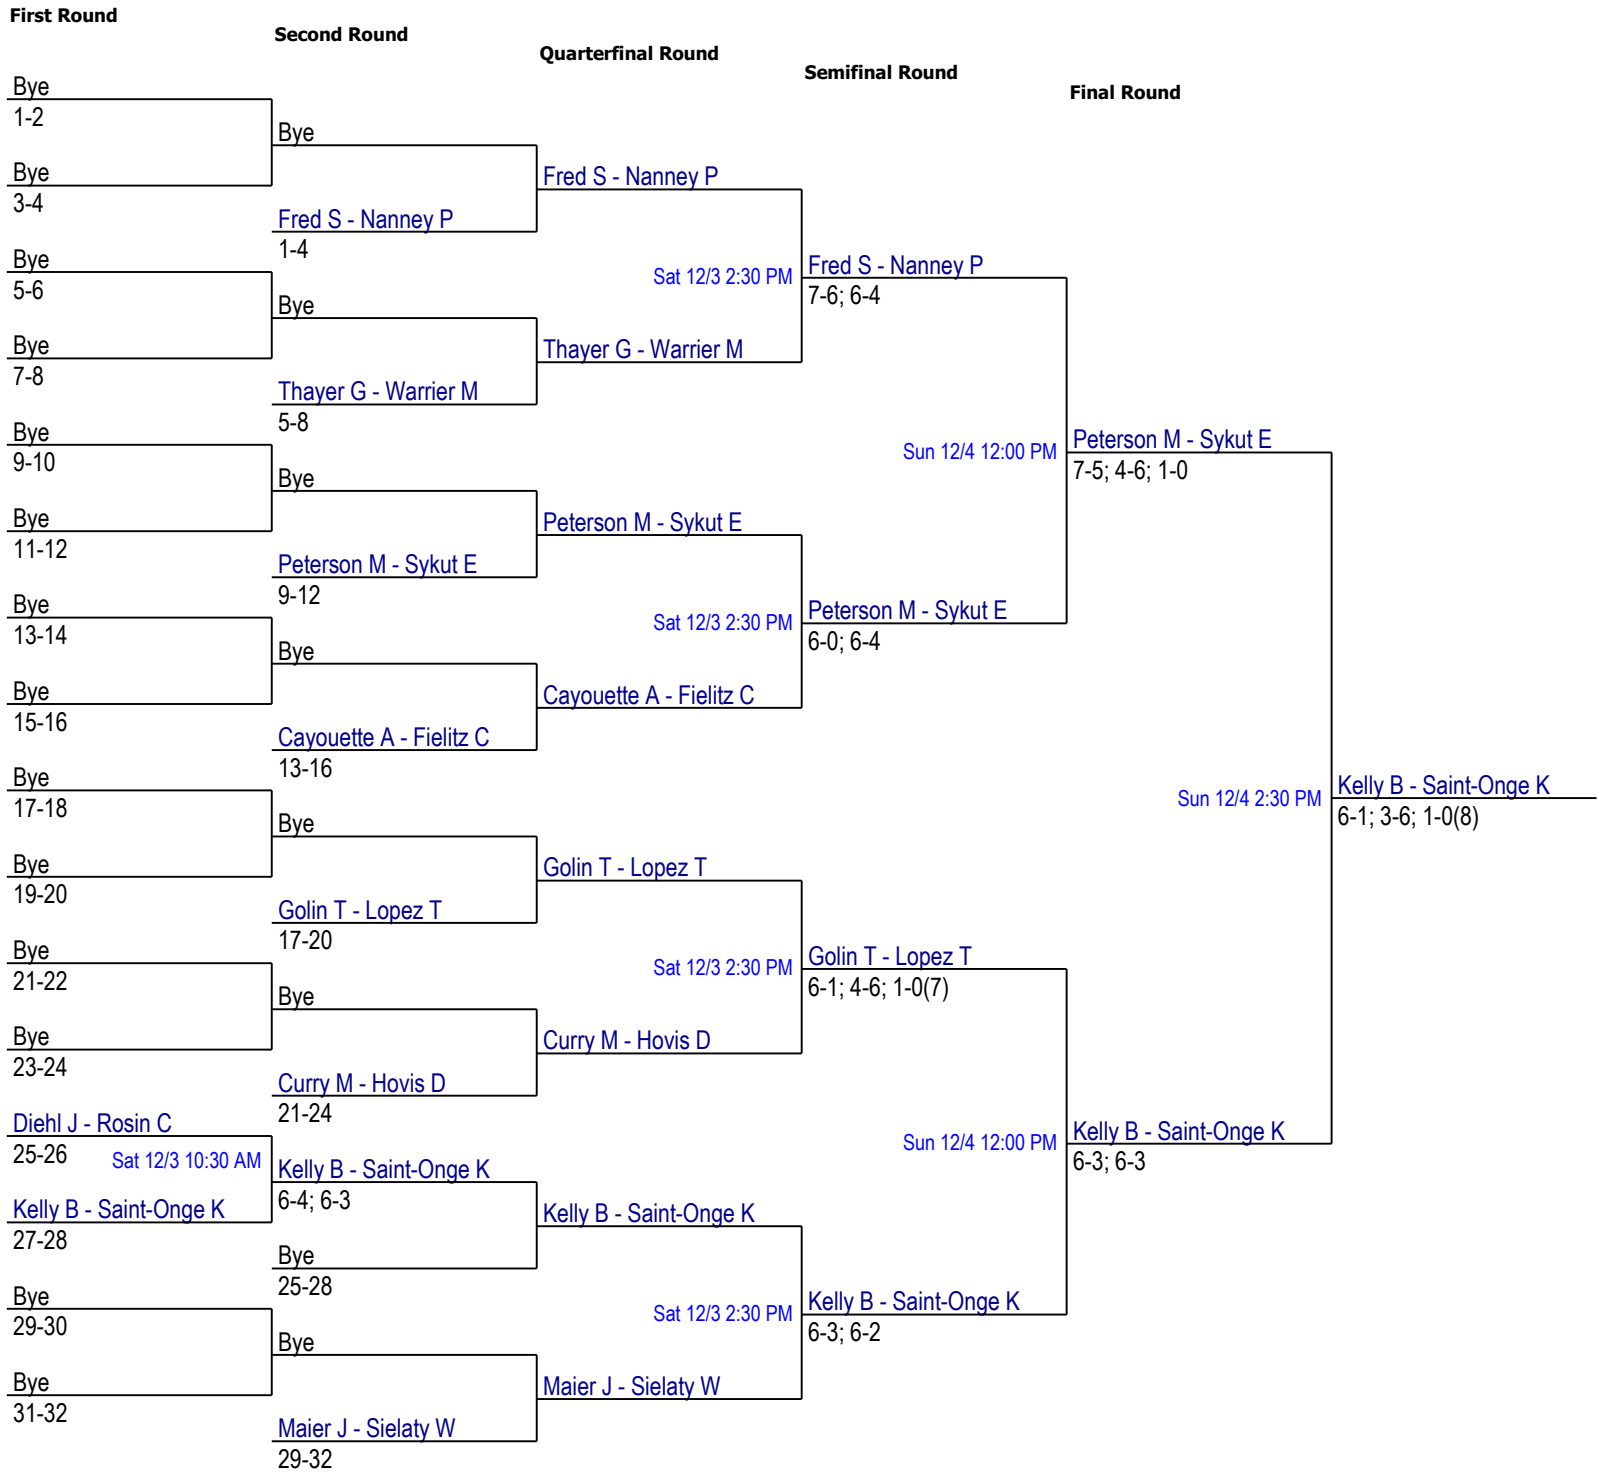 First Round
Second Round
Quarterfinal Round
Semifinal Round
Final Round
Bye
1-2
Bye
3-4
Bye
5-6
Bye
7-8
Bye
9-10
Bye
11-12
Bye
13-14
Bye
15-16
Bye
17-18
Bye
19-20
Bye
21-22
Bye
23-24
Diehl J - Rosin C
25-26
Sat 12/3 10:30 AM
Kelly B - Saint-Onge K
27-28
Bye
29-30
Bye
31-32
Bye
Fred S - Nanney P
1-4
Bye
Thayer G - Warrier M
5-8
Bye
Peterson M - Sykut E
9-12
Bye
Cayouette A - Fielitz C
13-16
Bye
Golin T - Lopez T
17-20
Bye
Curry M - Hovis D
21-24
Kelly B - Saint-Onge K
6-4; 6-3
Bye
25-28
Bye
Maier J - Sielaty W
29-32
Fred S - Nanney P
Sat 12/3 2:30 PM
Thayer G - Warrier M
Peterson M - Sykut E
Sat 12/3 2:30 PM
Cayouette A - Fielitz C
Golin T - Lopez T
Sat 12/3 2:30 PM
Curry M - Hovis D
Kelly B - Saint-Onge K
Sat 12/3 2:30 PM
Maier J - Sielaty W
Fred S - Nanney P
7-6; 6-4
Sun 12/4 12:00 PM
Peterson M - Sykut E
6-0; 6-4
Golin T - Lopez T
6-1; 4-6; 1-0(7)
Sun 12/4 12:00 PM
Kelly B - Saint-Onge K
6-3; 6-2
Peterson M - Sykut E
7-5; 4-6; 1-0
Sun 12/4 2:30 PM
Kelly B - Saint-Onge K
6-3; 6-3
Kelly B - Saint-Onge K
6-1; 3-6; 1-0(8)